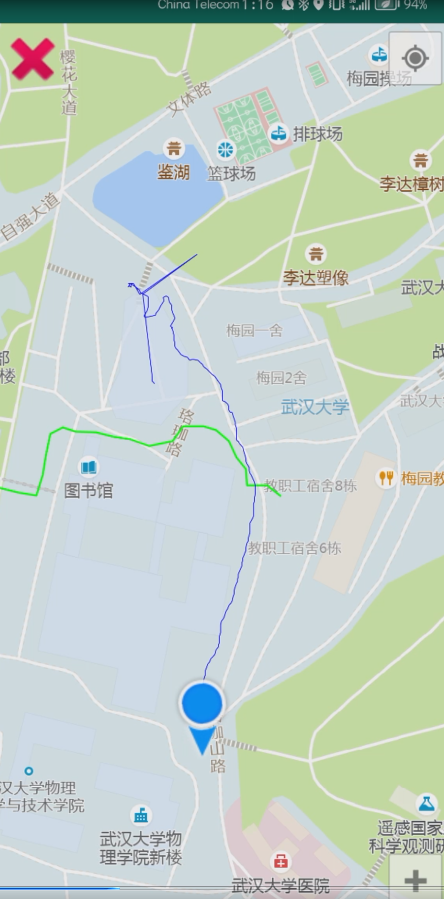 China Telecom 1:16 94%
樱花大道
文体路
梅园操场
排球场
鉴湖
篮球场
李达樟树
自强大道
李达塑像
武汉大
梅园一舍
部
楼
战
梅园2舍
武汉大学
武汉大
珞珈路
图书馆
教职工宿舍8栋
梅园教
教职工宿舍6栋
珈山路
汉大学物理
学与技术学院
武汉大学物
理学院新楼
遥感国家
科学观测研
武汉大学医院